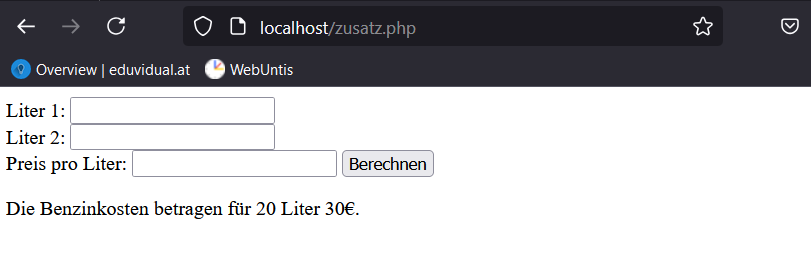 localhost/zusatz.php
Overview | eduvidual.at WebUntis
Liter 1:
Liter 2:
Preis pro Liter: Berechnen
Die Benzinkosten betragen für 20 Liter 30€.